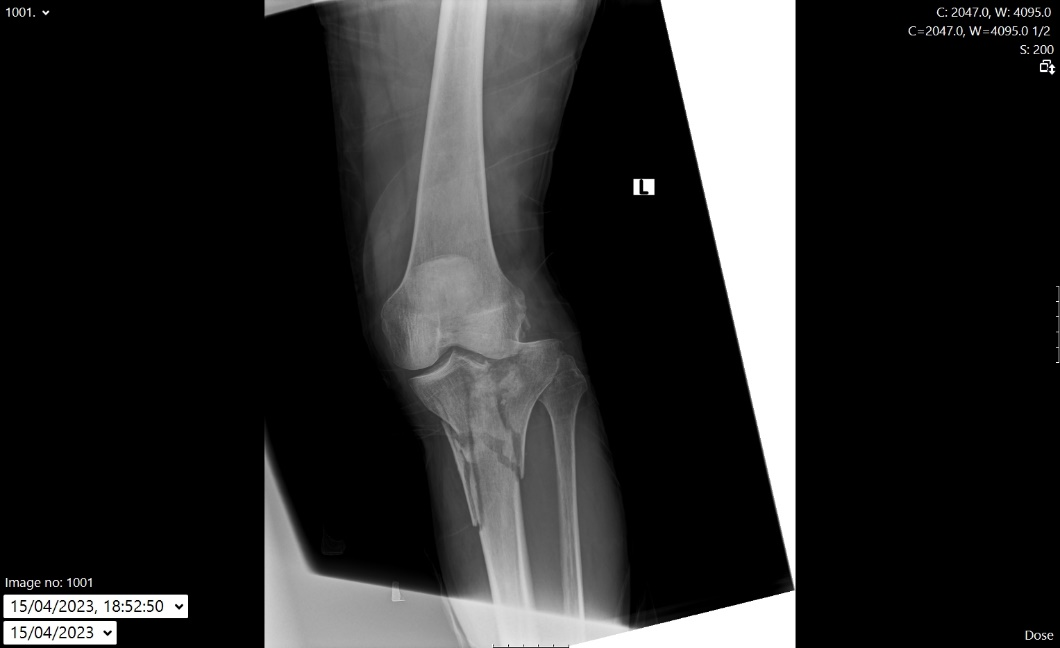 1001.
C: 2047.0, W: 4095.0
C=2047.0, W=4095.0 1/2
S: 200
L
Image no: 1001
15/04/2023, 18:52:50
15/04/2023
Dose